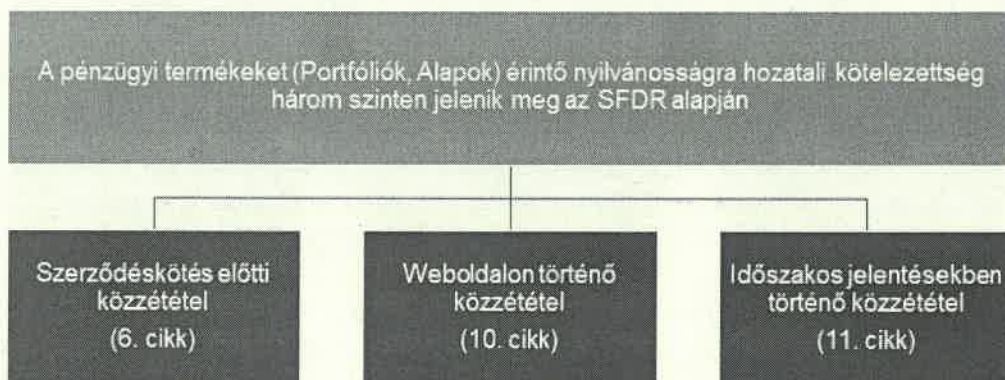 A pénzügyi termékeket (Portfóliók, Alapok) érintő nyilvánosságra hozatali kötelezettség
három szinten jelenik meg az SFDR alapján
Szerződéskötés előtti
közzététel
(6. cikk)
Weboldalon történő
közzététel
(10. cikk)
Időszakos jelentésekben
történő közzététel
(11. cikk)